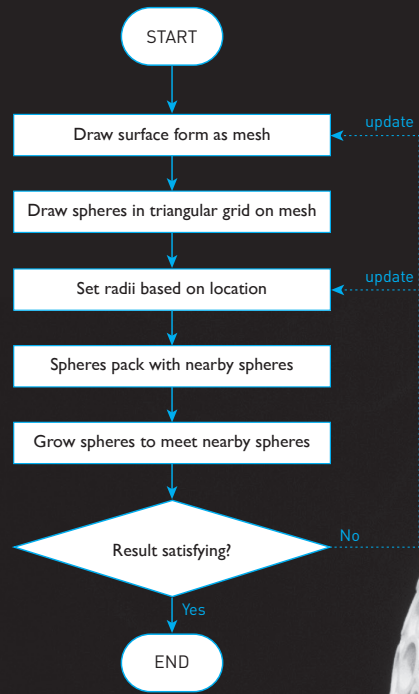 START
update
Draw surface form as mesh
Draw spheres in triangular grid on mesh
update
Set radii based on location
Spheres pack with nearby spheres
Grow spheres to meet nearby spheres
No
Result satisfying?
Yes
END